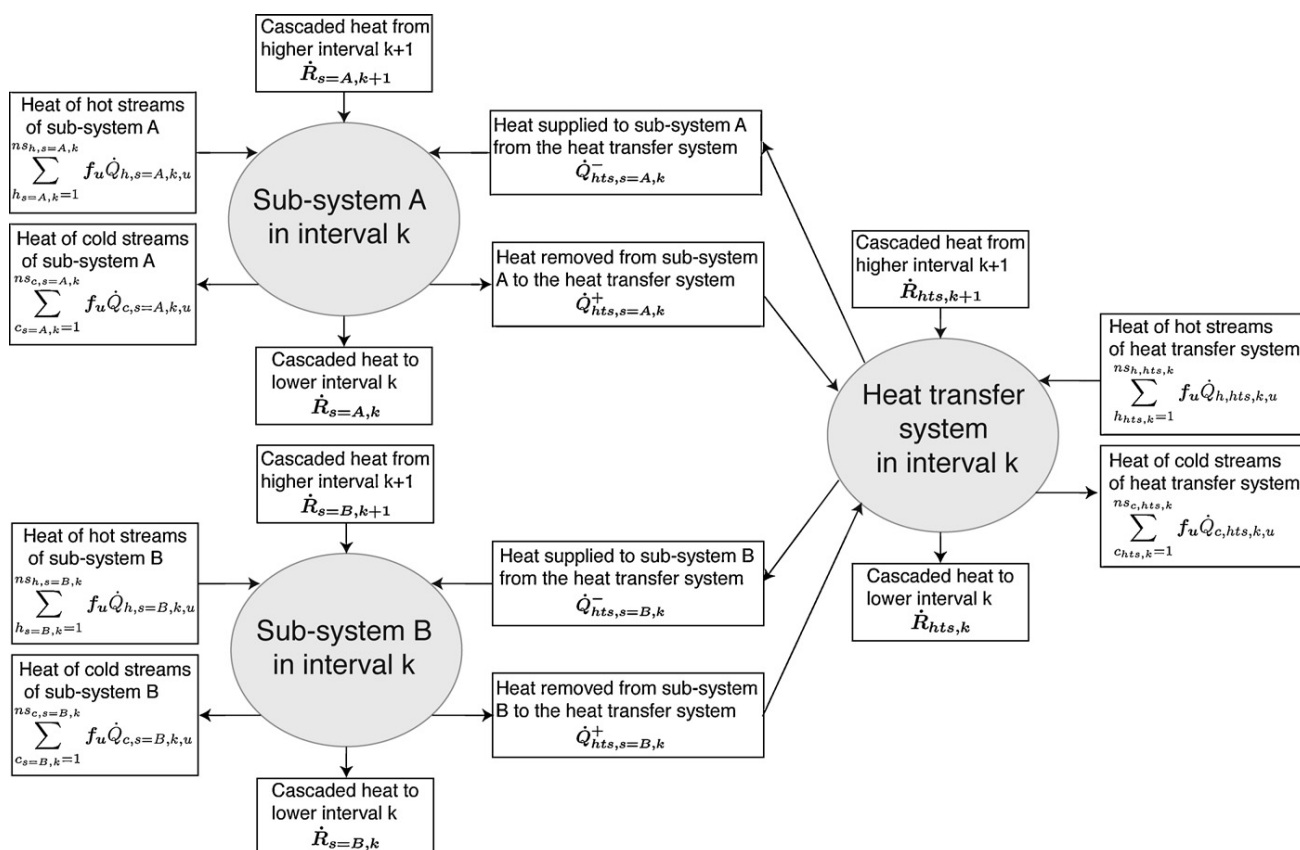 Cascaded heat from
higher interval k+1
Ṙ_{s=A,k+1}
Heat of hot streams
of sub-system A
ns_{h,s=A,k}
∑ f_u Q̇_{h,s=A,k,u}
h_{s=A,k}=1
Heat supplied to sub-system A
from the heat transfer system
Q̇^-_{hts,s=A,k}
Sub-system A
in interval k
Heat of cold streams
of sub-system A
ns_{c,s=A,k}
∑ f_u Q̇_{c,s=A,k,u}
c_{s=A,k}=1
Heat removed from sub-system
A to the heat transfer system
Q̇^+_{hts,s=A,k}
Cascaded heat to
lower interval k
Ṙ_{s=A,k}
Cascaded heat from
higher interval k+1
Ṙ_{hts,k+1}
Heat of hot streams
of heat transfer system
ns_{h,hts,k}
∑ f_u Q̇_{h,hts,k,u}
h_{hts,k}=1
Heat transfer
system
in interval k
Heat of cold streams
of heat transfer system
ns_{c,hts,k}
∑ f_u Q̇_{c,hts,k,u}
c_{hts,k}=1
Cascaded heat to
lower interval k
Ṙ_{hts,k}
Cascaded heat from
higher interval k+1
Ṙ_{s=B,k+1}
Heat of hot streams
of sub-system B
ns_{h,s=B,k}
∑ f_u Q̇_{h,s=B,k,u}
h_{s=B,k}=1
Heat supplied to sub-system B
from the heat transfer system
Q̇^-_{hts,s=B,k}
Sub-system B
in interval k
Heat of cold streams
of sub-system B
ns_{c,s=B,k}
∑ f_u Q̇_{c,s=B,k,u}
c_{s=B,k}=1
Heat removed from sub-system
B to the heat transfer system
Q̇^+_{hts,s=B,k}
Cascaded heat to
lower interval k
Ṙ_{s=B,k}